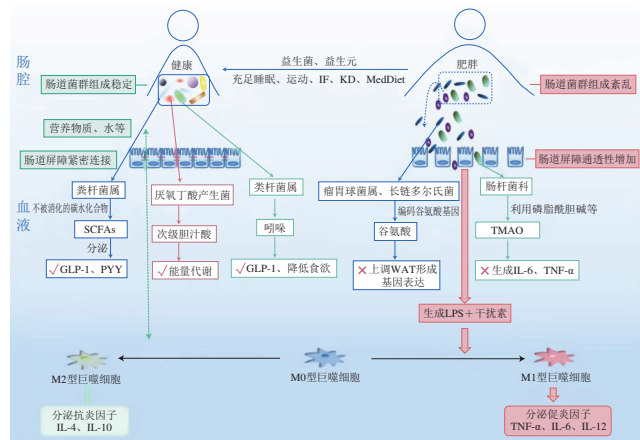 肠腔
健康
益生菌、益生元
充足睡眠、运动、IF、KD、MedDiet
肥胖
肠道菌群组成稳定
肠道菌群组成紊乱
营养物质、水等
肠道屏障紧密连接
肠道屏障通透性增加
血液
粪杆菌属
不被消化的碳水化合物
SCFAs
分泌
√GLP-1、PYY
厌氧丁酸产生菌
次级胆汁酸
√能量代谢
类杆菌属
吲哚
√GLP-1、降低食欲
瘤胃球菌属、长链多尔氏菌
编码谷氨酸基因
谷氨酸
×上调WAT形成
基因表达
肠杆菌科
利用磷脂酰胆碱等
TMAO
×生成IL-6、TNF-α
生成LPS+干扰素
M2型巨噬细胞
M0型巨噬细胞
M1型巨噬细胞
分泌抗炎因子
IL-4、IL-10
分泌促炎因子
TNF-α、IL-6、IL-12